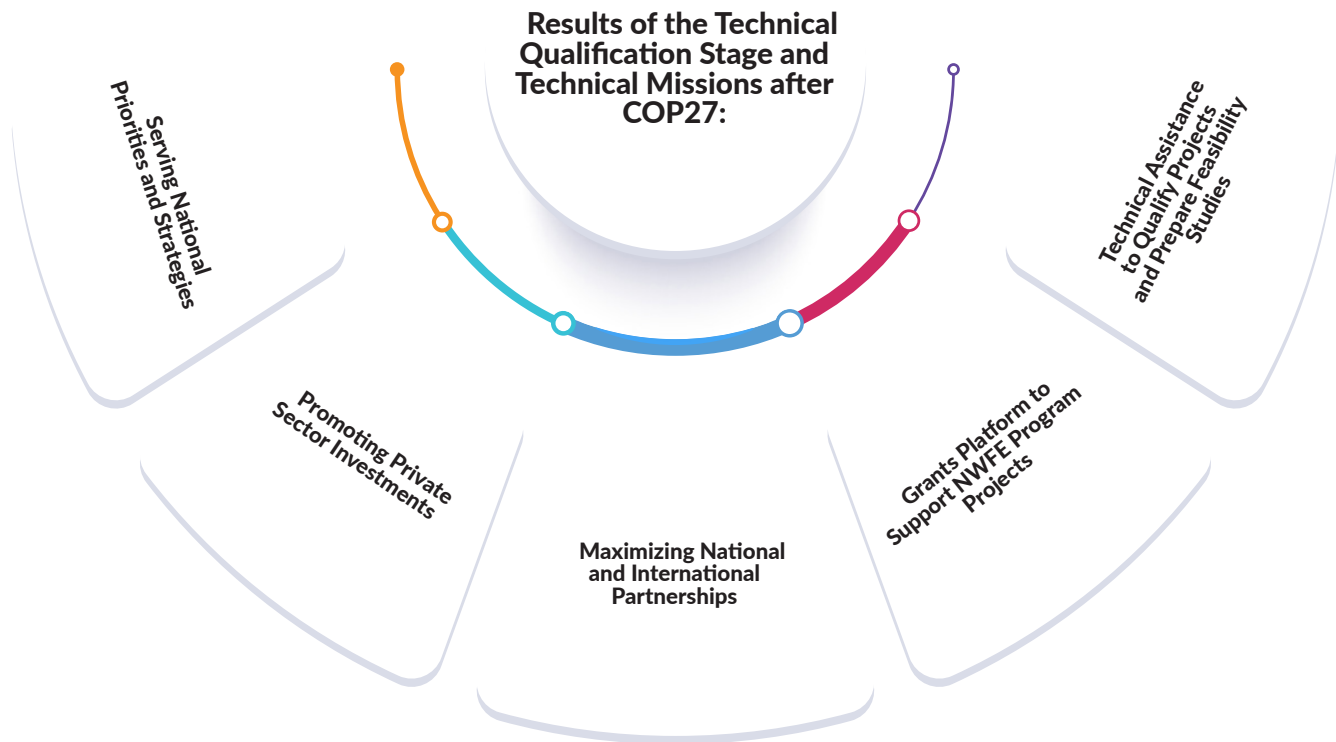 Results of the Technical
Qualification Stage and
Technical Missions after
COP27:
Serving National
Priorities and Strategies
Promoting Private
Sector Investments
Maximizing National
and International
Partnerships
Grants Platform to
Support NWFE Program
Projects
Technical Assistance
to Qualify Projects
and Prepare Feasibility
Studies